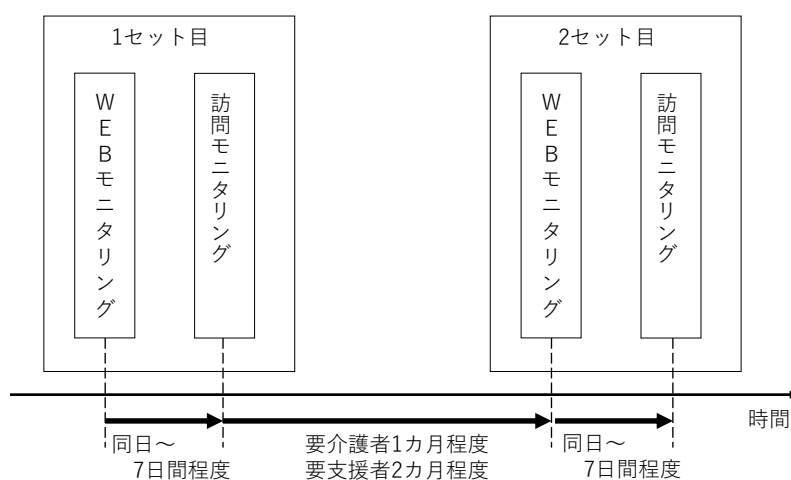 1セット目
WEBモニタリング
訪問モニタリング
2セット目
WEBモニタリング
訪問モニタリング
時間
同日～
7日間程度
要介護者1カ月程度
要支援者2カ月程度
同日～
7日間程度